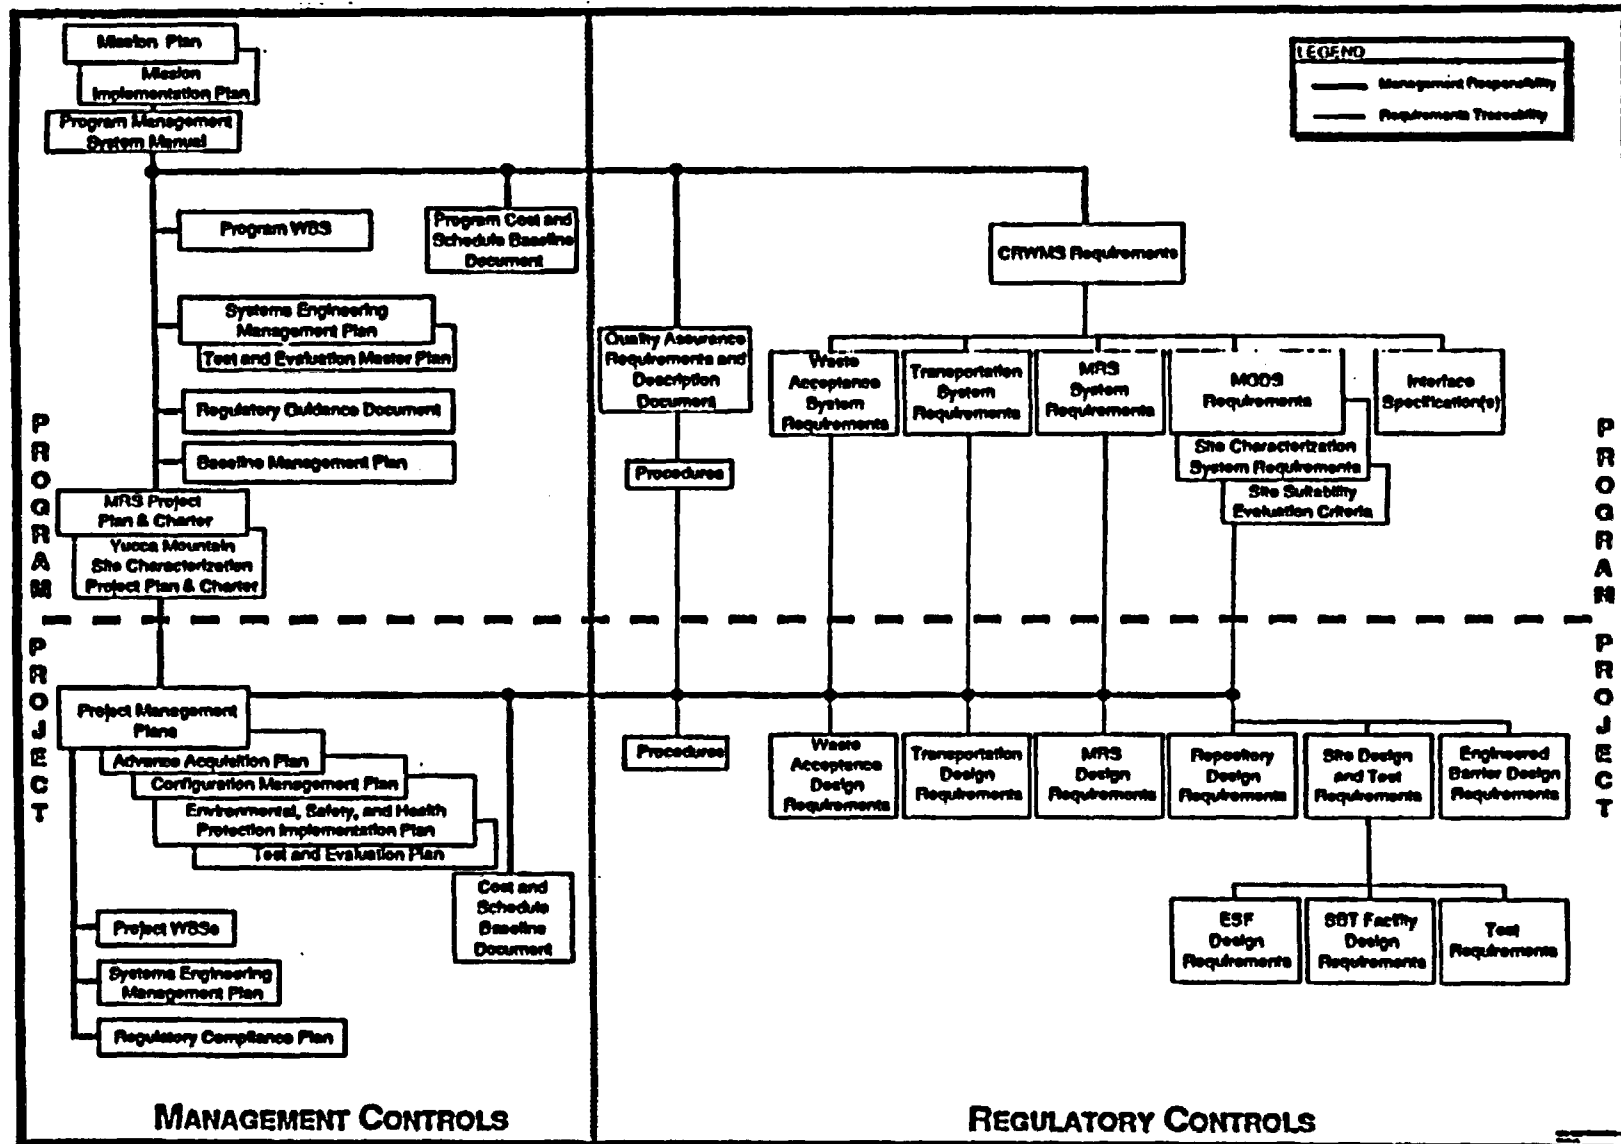 Mission Plan
Mission
Implementation Plan
Program Management
System Manual
LEGEND
Management Responsibility
Requirements Traceability
Program WBS
Program Cost and
Schedule Baseline
Document
CRWMS Requirements
Systems Engineering
Management Plan
Test and Evaluation Master Plan
Regulatory Guidance Document
Baseline Management Plan
MRS Project
Plan & Charter
Yucca Mountain
Site Characterization
Project Plan & Charter
Quality Assurance
Requirements and
Description
Document
Procedures
Waste
Acceptance
System
Requirements
Transportation
System
Requirements
MRS
System
Requirements
MGDS
Requirements
Site Characterization
System Requirements
Site Suitability
Evaluation Criteria
Interface
Specification(s)
PROGRAM
PROGRAM
PROJECT
PROJECT
Project Management
Plans
Advance Acquisition Plan
Configuration Management Plan
Environmental, Safety, and Health
Protection Implementation Plan
Test and Evaluation Plan
Cost and
Schedule
Baseline
Document
Project WBSs
Systems Engineering
Management Plan
Regulatory Compliance Plan
Procedures
Waste
Acceptance
Design
Requirements
Transportation
Design
Requirements
MRS
Design
Requirements
Repository
Design
Requirements
Site Design
and Test
Requirements
Engineered
Barrier Design
Requirements
ESF
Design
Requirements
SBT Facility
Design
Requirements
Test
Requirements
MANAGEMENT CONTROLS
REGULATORY CONTROLS